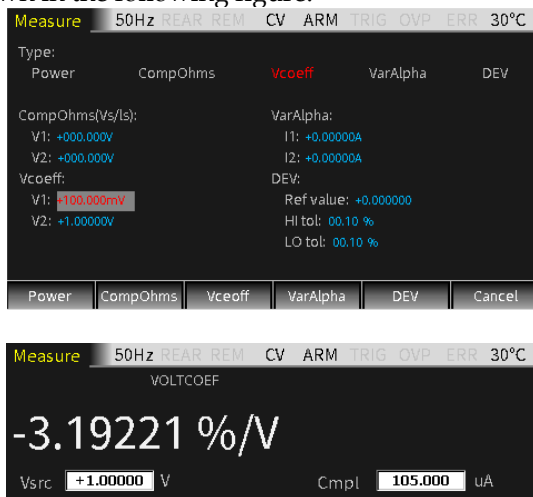 Measure 50Hz REAR REM CV ARM TRIG OVP ERR 30°C
Type:
Power CompOhms Vcoeff VarAlpha DEV
CompOhms(Vs/Is): VarAlpha:
V1: +000.000V I1: +0.00000A
V2: +000.000V I2: +0.00000A
Vcoeff: DEV:
V1: +100.000mV Ref value: +0.000000
V2: +1.00000V HI tol: 00.10 %
LO tol: 00.10 %
Power CompOhms Vceoff VarAlpha DEV Cancel
Measure 50Hz REAR REM CV ARM TRIG OVP ERR 30°C
VOLTCOEF
-3.19221 %/V
Vsrc +1.00000 V Cmpl 105.000 uA